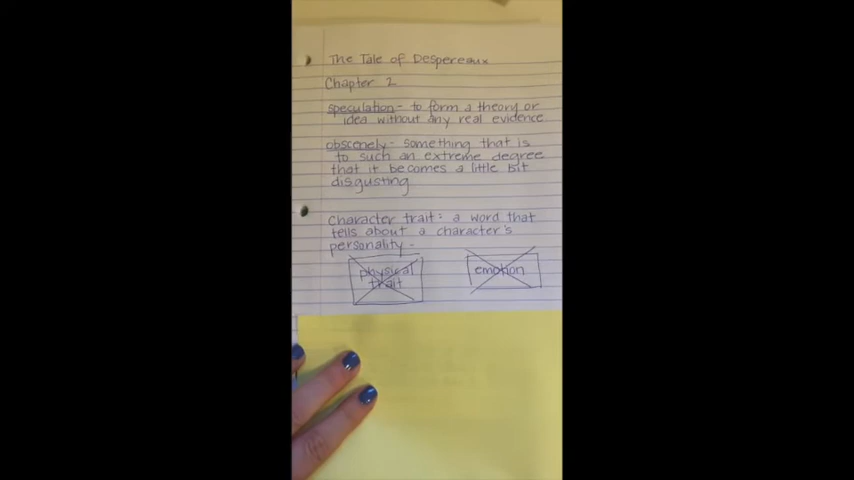 The Tale of Despereaux
Chapter 2
speculation - to form a theory or
idea without any real evidence
obscenely - something that is
to such an extreme degree
that it becomes a little bit
disgusting
character trait: a word that
tells about a character's
personality -
physical
trait
emotion